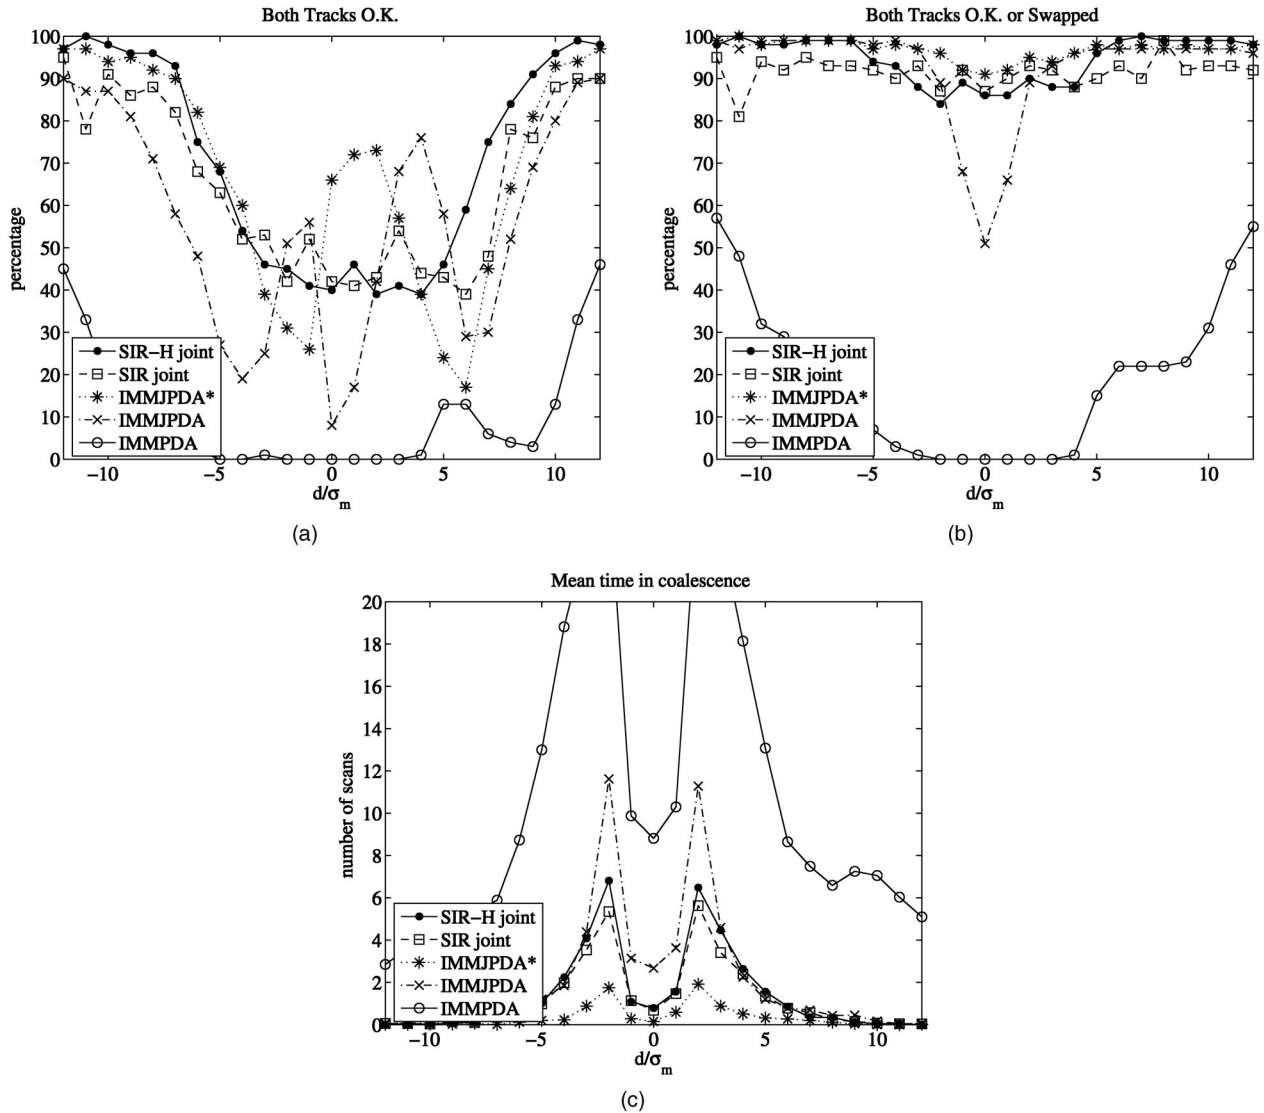 Both Tracks O.K.
100
90
80
70
60
50
40
30
20
10
0
percentage
SIR-H joint
SIR joint
IMMJPDA*
IMMJPDA
IMMPDA
-10 -5 0 5 10
d/σm
(a)
Both Tracks O.K. or Swapped
100
90
80
70
60
50
40
30
20
10
0
percentage
SIR-H joint
SIR joint
IMMJPDA*
IMMJPDA
IMMPDA
-10 -5 0 5 10
d/σm
(b)
Mean time in coalescence
20
18
16
14
12
10
8
6
4
2
0
number of scans
SIR-H joint
SIR joint
IMMJPDA*
IMMJPDA
IMMPDA
-10 -5 0 5 10
d/σm
(c)